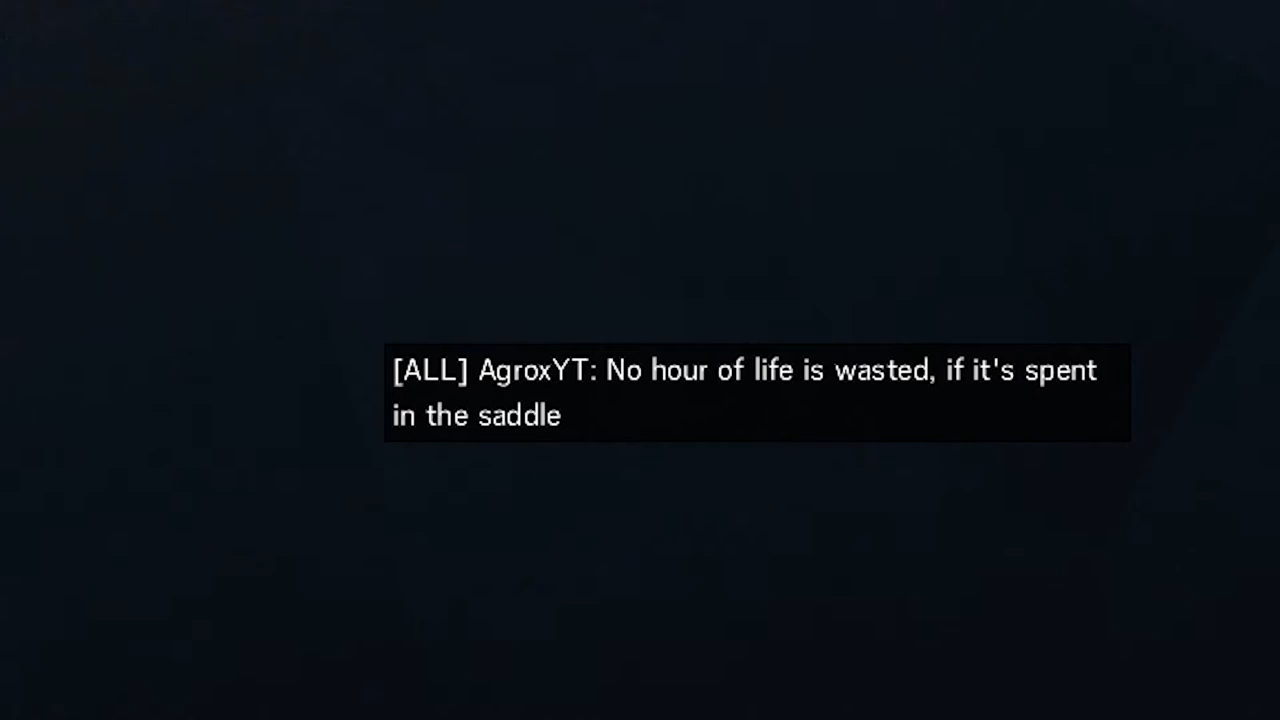 [ALL] AgroxYT: No hour of life is wasted, if it's spent
in the saddle